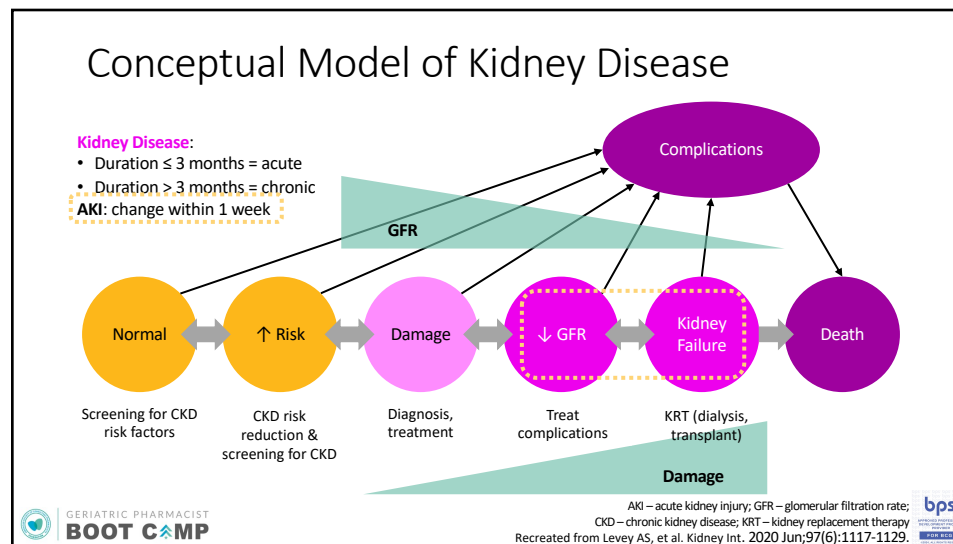 Conceptual Model of Kidney Disease
Kidney Disease:
• Duration ≤ 3 months = acute
• Duration > 3 months = chronic
AKI: change within 1 week
Complications
GFR
Normal
↑ Risk
Damage
↓ GFR
Kidney
Failure
Death
Screening for CKD
risk factors
CKD risk
reduction &
screening for CKD
Diagnosis,
treatment
Treat
complications
KRT (dialysis,
transplant)
Damage
GERIATRIC PHARMACIST
BOOT CAMP
AKI – acute kidney injury; GFR – glomerular filtration rate;
CKD – chronic kidney disease; KRT – kidney replacement therapy
Recreated from Levey AS, et al. Kidney Int. 2020 Jun;97(6):1117-1129.
bps
FOR BCG